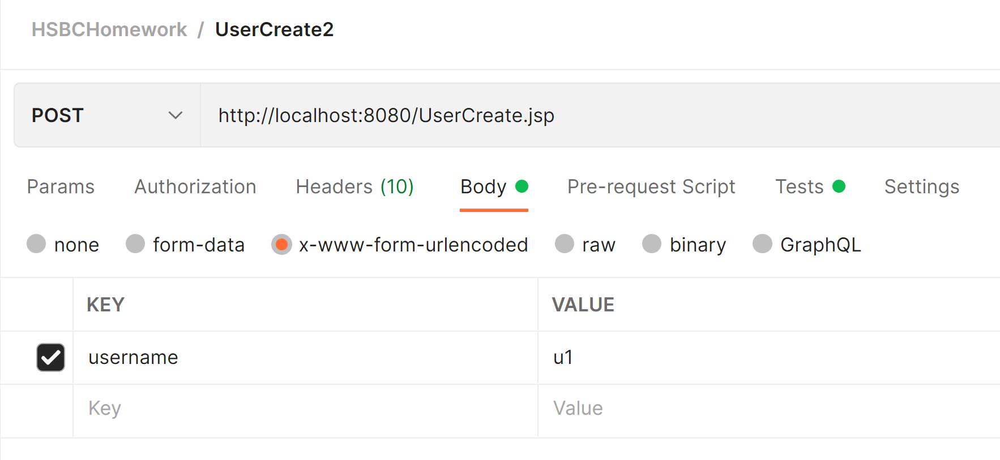 HSBCHomework / UserCreate2
POST http://localhost:8080/UserCreate.jsp
Params Authorization Headers (10) Body Pre-request Script Tests Settings
none form-data x-www-form-urlencoded raw binary GraphQL
KEY VALUE
username u1
Key Value